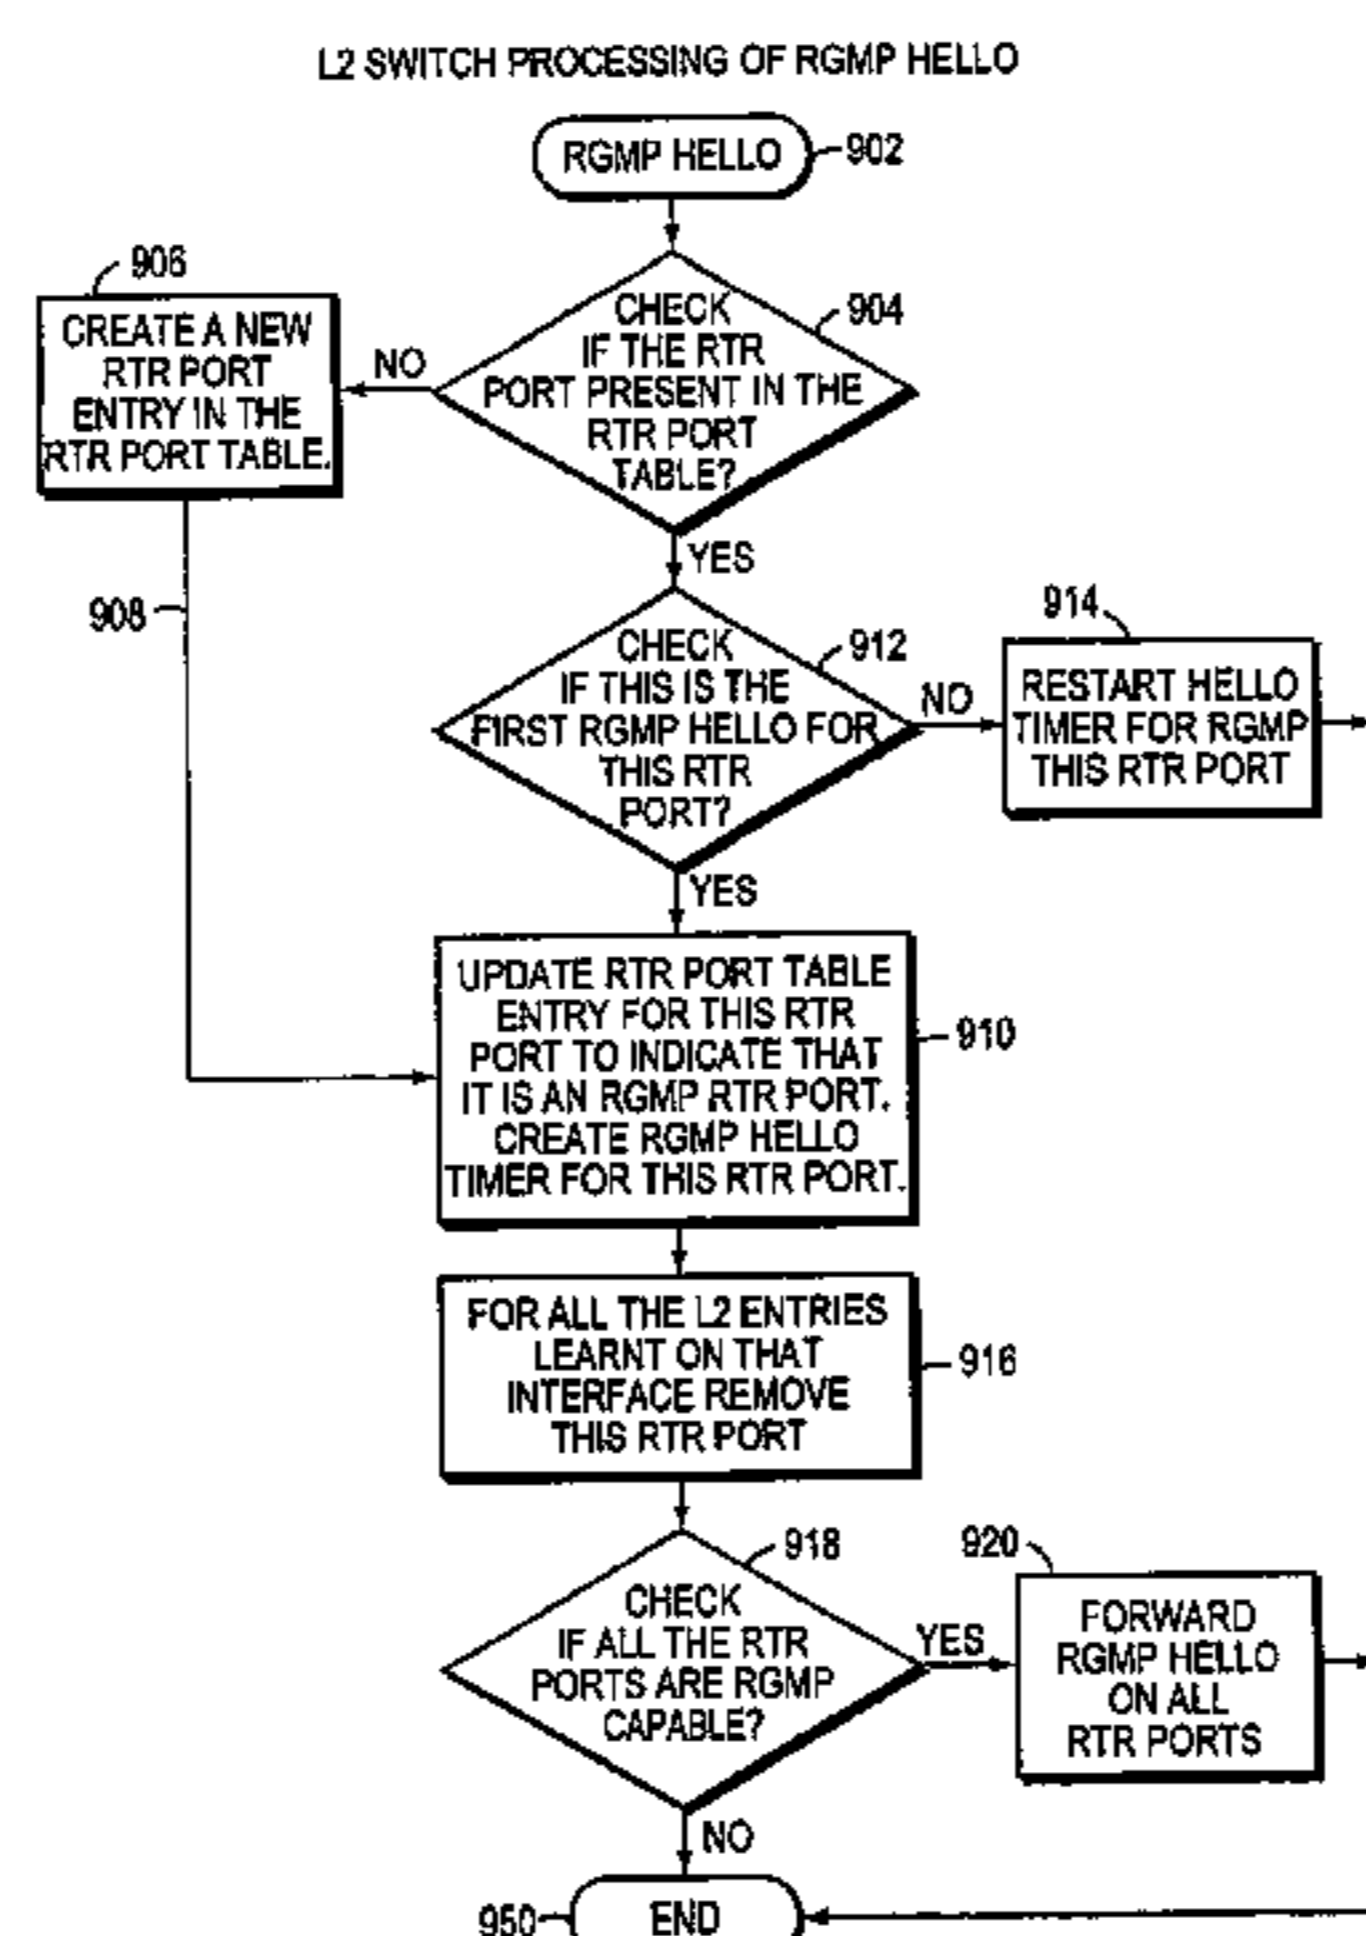 L2 SWITCH PROCESSING OF RGMP HELLO
RGMP HELLO
902
906
CREATE A NEW
RTR PORT
ENTRY IN THE
RTR PORT TABLE.
NO
904
CHECK
IF THE RTR
PORT PRESENT IN THE
RTR PORT
TABLE?
YES
908
912
CHECK
IF THIS IS THE
FIRST RGMP HELLO FOR
THIS RTR
PORT?
NO
914
RESTART HELLO
TIMER FOR RGMP
THIS RTR PORT
YES
UPDATE RTR PORT TABLE
ENTRY FOR THIS RTR
PORT TO INDICATE THAT
IT IS AN RGMP RTR PORT.
CREATE RGMP HELLO
TIMER FOR THIS RTR PORT.
910
FOR ALL THE L2 ENTRIES
LEARNT ON THAT
INTERFACE REMOVE
THIS RTR PORT
916
918
CHECK
IF ALL THE RTR
PORTS ARE RGMP
CAPABLE?
YES
920
FORWARD
RGMP HELLO
ON ALL
RTR PORTS
NO
950
END